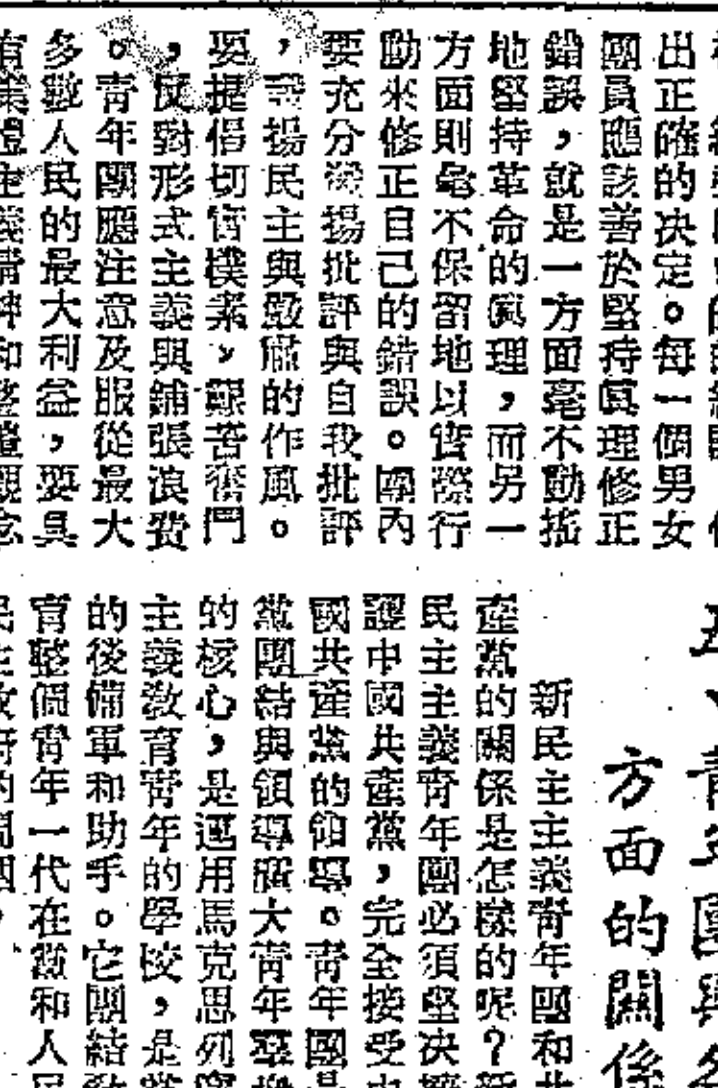 出正確的决定。每一個男女
團員應該善於堅持眞理修正
錯誤，就是一方面毫不動搖
地堅持革命的眞理，而另一
方面則毫不保留地以實際行
動來修正自己的錯誤。團內
要充分發揚批評與自我批評
，發揚民主與嚴肅的作風。
要提倡切實樸素，艱苦奮鬥
，反對形式主義與鋪張浪費
。青年團應注意及服從最大
多數人民的最大利益，要具
五、青年團與各
方面的關係
新民主主義青年團和共
產黨的關係是怎樣的呢？新
民主主義青年團必須堅决擁
護中國共產黨，完全接受中
國共產黨的領導。青年團是
黨團結與領導廣大青年羣衆
的核心，是運用馬克思列寧
主義教育青年的學校，是黨
的後備軍和助手。它團結教
育整個青年一代在黨和人民